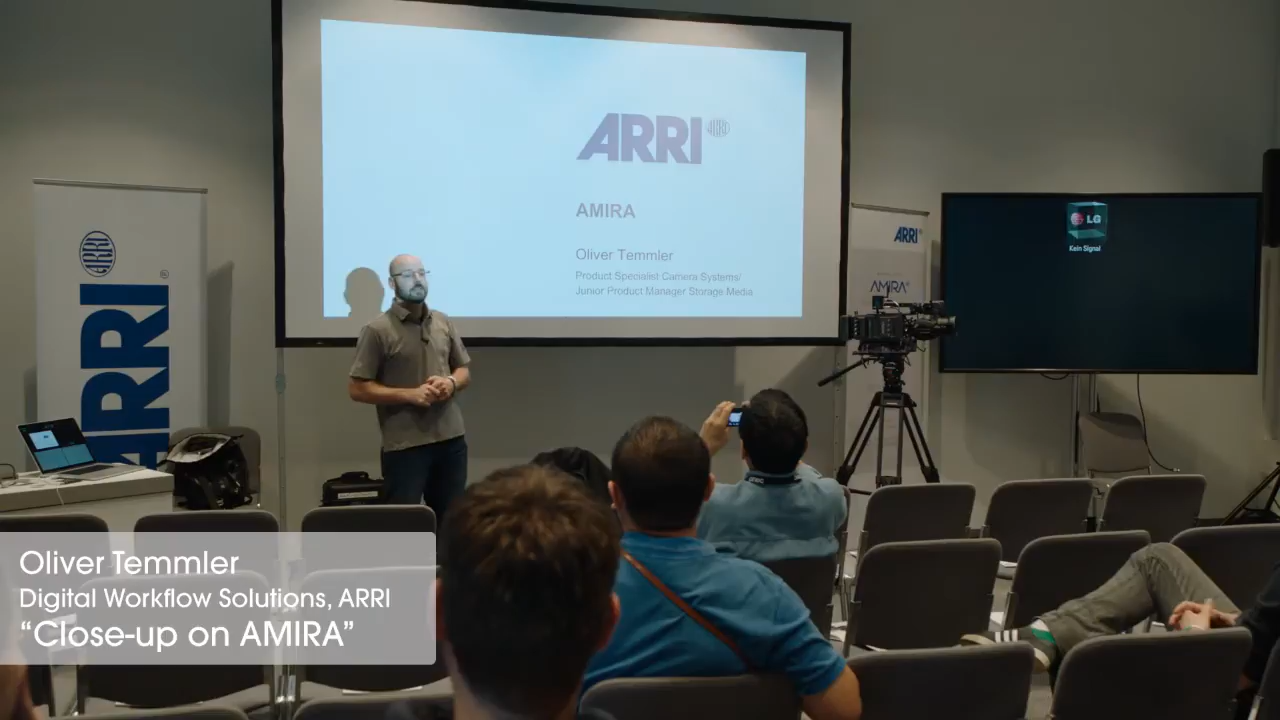 ARRI
AMIRA
Oliver Temmler
Product Specialist Camera Systems/
Junior Product Manager Storage Media
ARRI
ARRI®
ARRI
AMIRA
LG
Kein Signal
Oliver Temmler
Digital Workflow Solutions, ARRI
“Close-up on AMIRA”